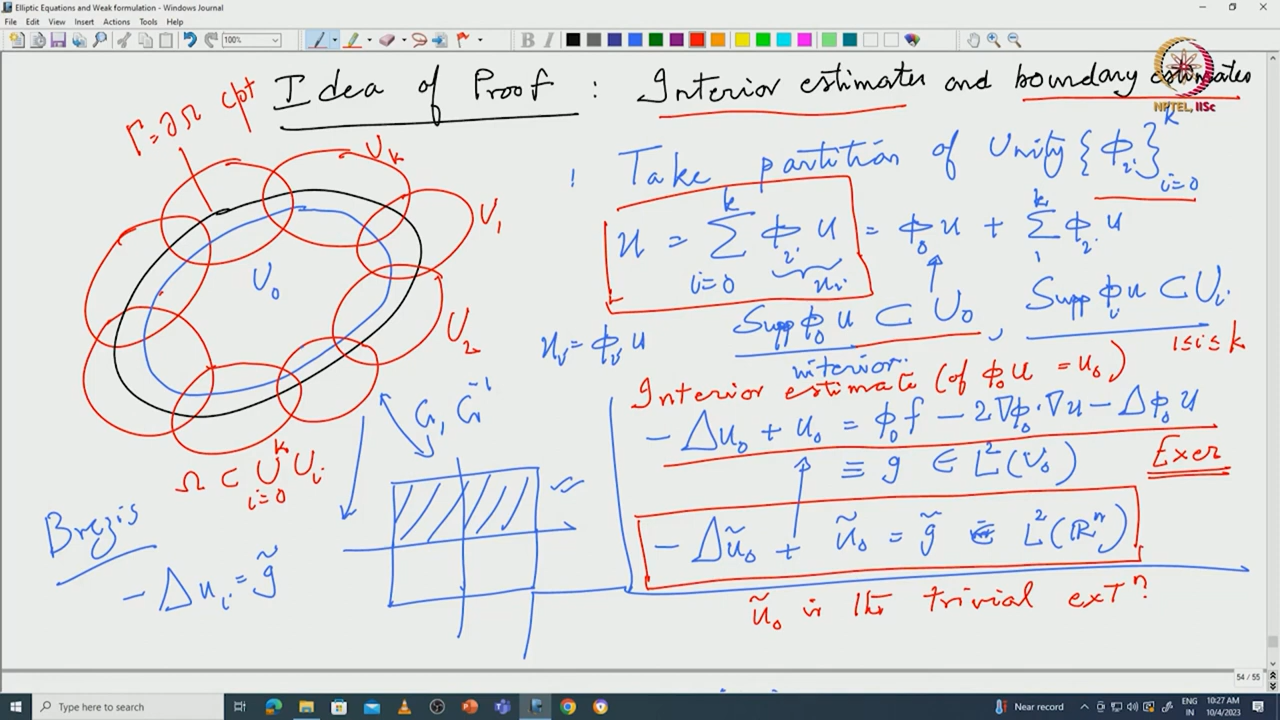 Elliptic Equations and Weak formulation - Windows Journal
File Edit View Insert Actions Tools Help
100%
B I
Idea of Proof : Interior estimates and boundary estimates
NPTEL, IISc
Γ = ∂Ω cpt
Take partition of Unity {ϕ_i}_{i=0}^k
u = Σ_{i=0}^k ϕ_i u = ϕ_0 u + Σ_1^k ϕ_i u
u_i
U_k
U_1
U_0
U_2
Supp ϕ_0 u ⊂ U_0, Supp ϕ_i u ⊂ U_i
1 ≤ i ≤ k
u_i = ϕ_i u
interior.
Interior estimate (of ϕ_0 u = u_0)
- Δu_0 + u_0 = ϕ_0 f - 2∇ϕ_0·∇u - Δϕ_0 u
≡ g ∈ L²(U_0)
Exer
- Δũ_0 + ũ_0 = g̃ ∈ L²(ℝⁿ)
ũ_0 is the trivial extⁿ
Ω ⊂ ⋃_{i=0}^k U_i
Brezis
- Δu_i = g̃
54 / 55
Type here to search
Near record
ENG
IN
10:27 AM
10/4/2023